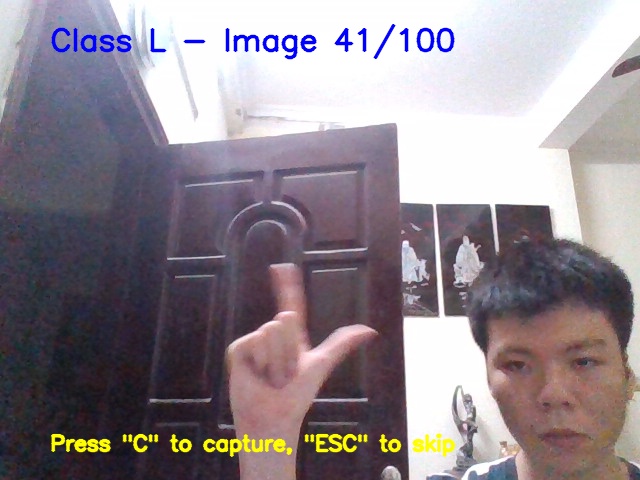 Class L - Image 41/100
Press "C" to capture, "ESC" to skip